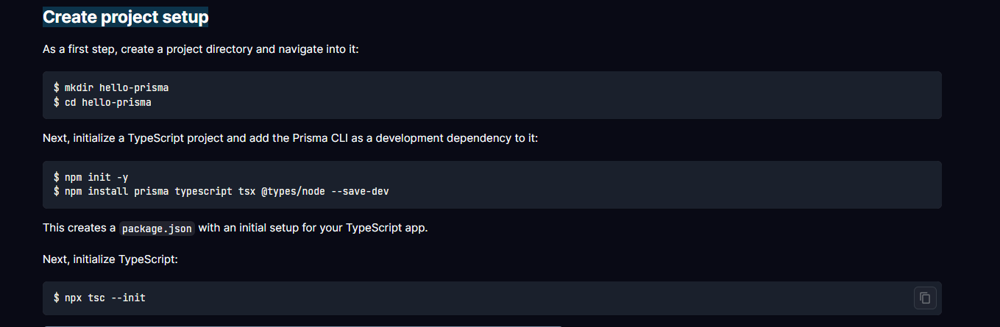 Create project setup
As a first step, create a project directory and navigate into it:
$ mkdir hello-prisma
$ cd hello-prisma
Next, initialize a TypeScript project and add the Prisma CLI as a development dependency to it:
$ npm init -y
$ npm install prisma typescript tsx @types/node --save-dev
This creates a package.json with an initial setup for your TypeScript app.
Next, initialize TypeScript:
$ npx tsc --init